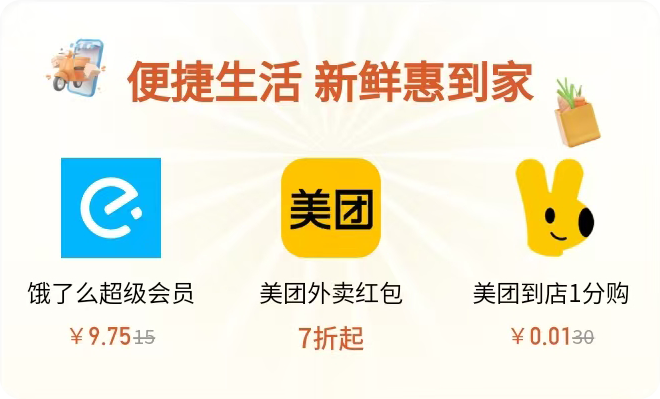 便捷生活 新鲜惠到家
美团
饿了么超级会员
美团外卖红包
美团到店1分购
￥9.75 15
7折起
￥0.01 30